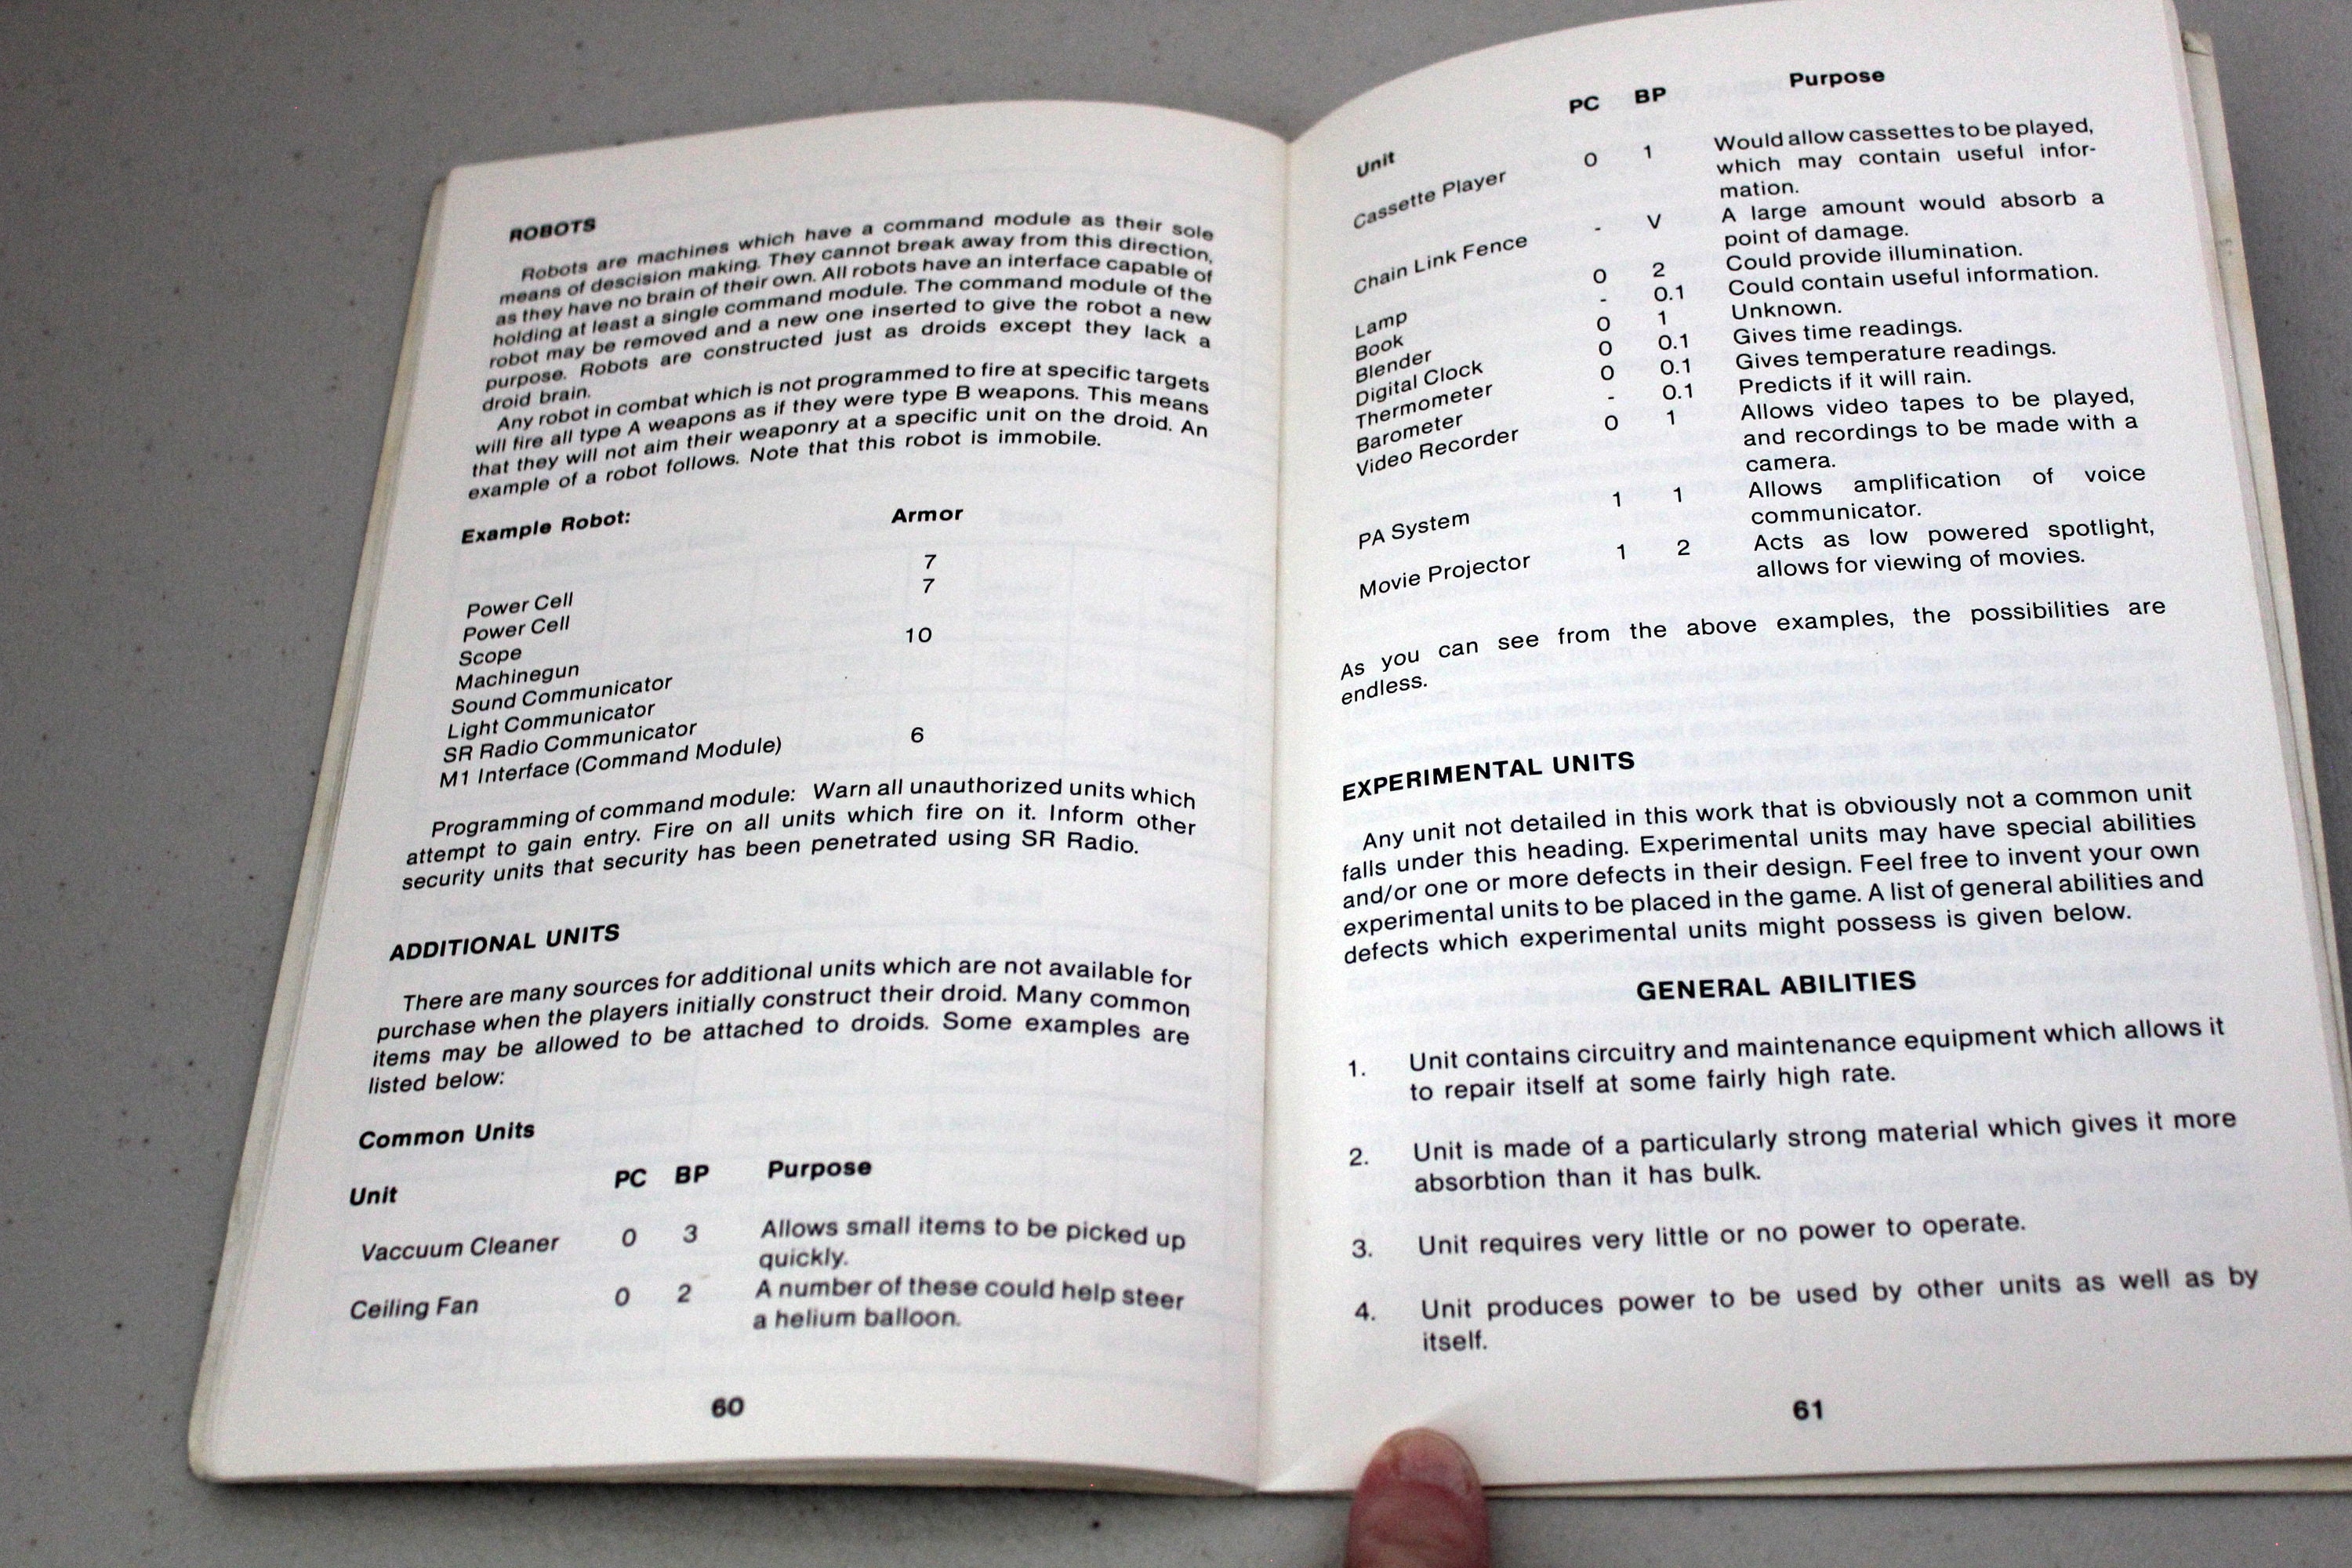 ROBOTS
Robots are machines which have a command module as their sole
means of descision making. They cannot break away from this direction,
as they have no brain of their own. All robots have an interface capable of
holding at least a single command module. The command module of the
robot may be removed and a new one inserted to give the robot a new
purpose. Robots are constructed just as droids except they lack a
droid brain.
Any robot in combat which is not programmed to fire at specific targets
will fire all type A weapons as if they were type B weapons. This means
that they will not aim their weaponry at a specific unit on the droid. An
example of a robot follows. Note that this robot is immobile.
Example Robot: Armor
Power Cell 7
Power Cell 7
Scope
Machinegun 10
Sound Communicator
Light Communicator
SR Radio Communicator
M1 Interface (Command Module) 6
Programming of command module: Warn all unauthorized units which
attempt to gain entry. Fire on all units which fire on it. Inform other
security units that security has been penetrated using SR Radio.
ADDITIONAL UNITS
There are many sources for additional units which are not available for
purchase when the players initially construct their droid. Many common
items may be allowed to be attached to droids. Some examples are
listed below:
Common Units
Unit PC BP Purpose
Vaccuum Cleaner 0 3 Allows small items to be picked up
quickly.
Ceiling Fan 0 2 A number of these could help steer
a helium balloon.
60
Unit PC BP Purpose
Cassette Player 0 1 Would allow cassettes to be played,
which may contain useful infor-
mation.
Chain Link Fence - V A large amount would absorb a
point of damage.
Lamp 0 2 Could provide illumination.
Book - 0.1 Could contain useful information.
Blender 0 1 Unknown.
Digital Clock 0 0.1 Gives time readings.
Thermometer 0 0.1 Gives temperature readings.
Barometer - 0.1 Predicts if it will rain.
Video Recorder 0 1 Allows video tapes to be played,
and recordings to be made with a
camera.
PA System 1 1 Allows amplification of voice
communicator.
Movie Projector 1 2 Acts as low powered spotlight,
allows for viewing of movies.
As you can see from the above examples, the possibilities are
endless.
EXPERIMENTAL UNITS
Any unit not detailed in this work that is obviously not a common unit
falls under this heading. Experimental units may have special abilities
and/or one or more defects in their design. Feel free to invent your own
experimental units to be placed in the game. A list of general abilities and
defects which experimental units might possess is given below.
GENERAL ABILITIES
1. Unit contains circuitry and maintenance equipment which allows it
to repair itself at some fairly high rate.
2. Unit is made of a particularly strong material which gives it more
absorbtion than it has bulk.
3. Unit requires very little or no power to operate.
4. Unit produces power to be used by other units as well as by
itself.
61